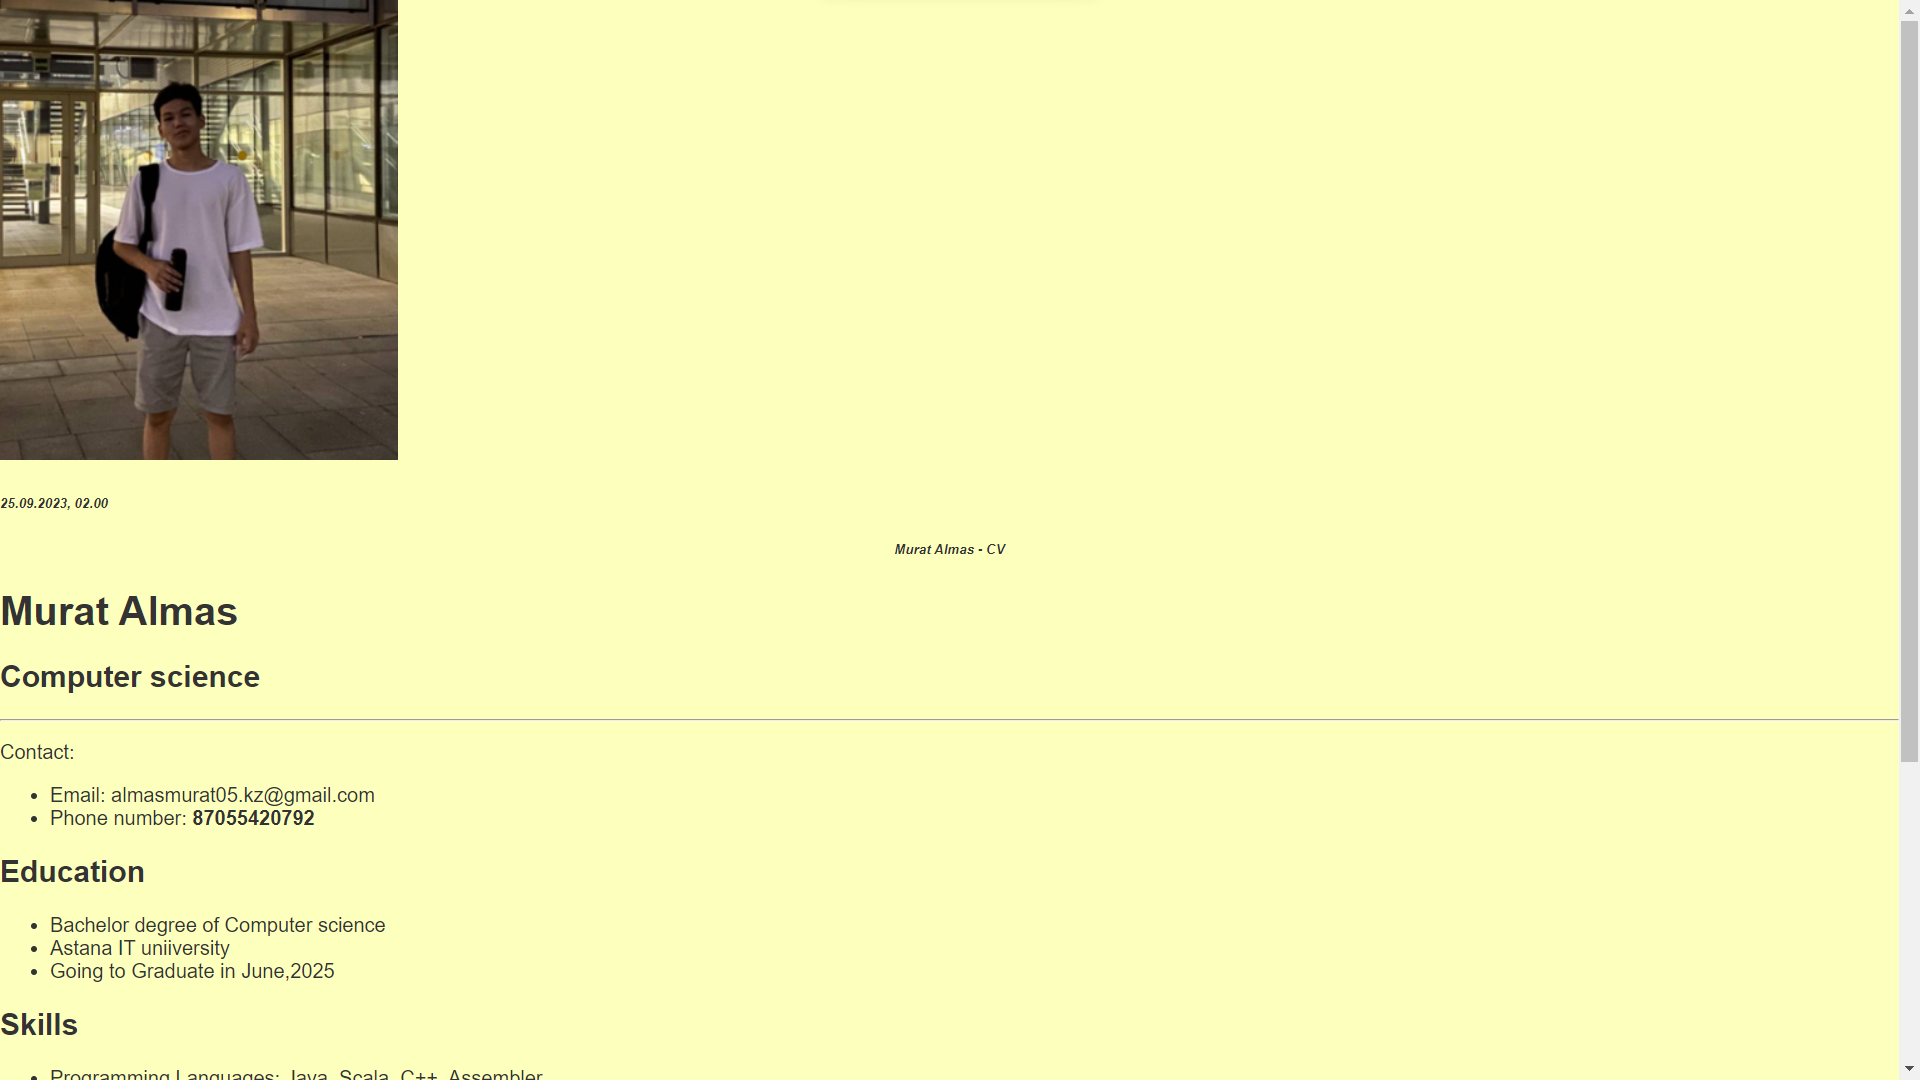 25.09.2023, 02.00
Murat Almas - CV
Murat Almas
Computer science
Contact:
Email: almasmurat05.kz@gmail.com
Phone number: 87055420792
Education
Bachelor degree of Computer science
Astana IT uniiversity
Going to Graduate in June,2025
Skills
Programming Languages: Java, Scala, C++, Assembler